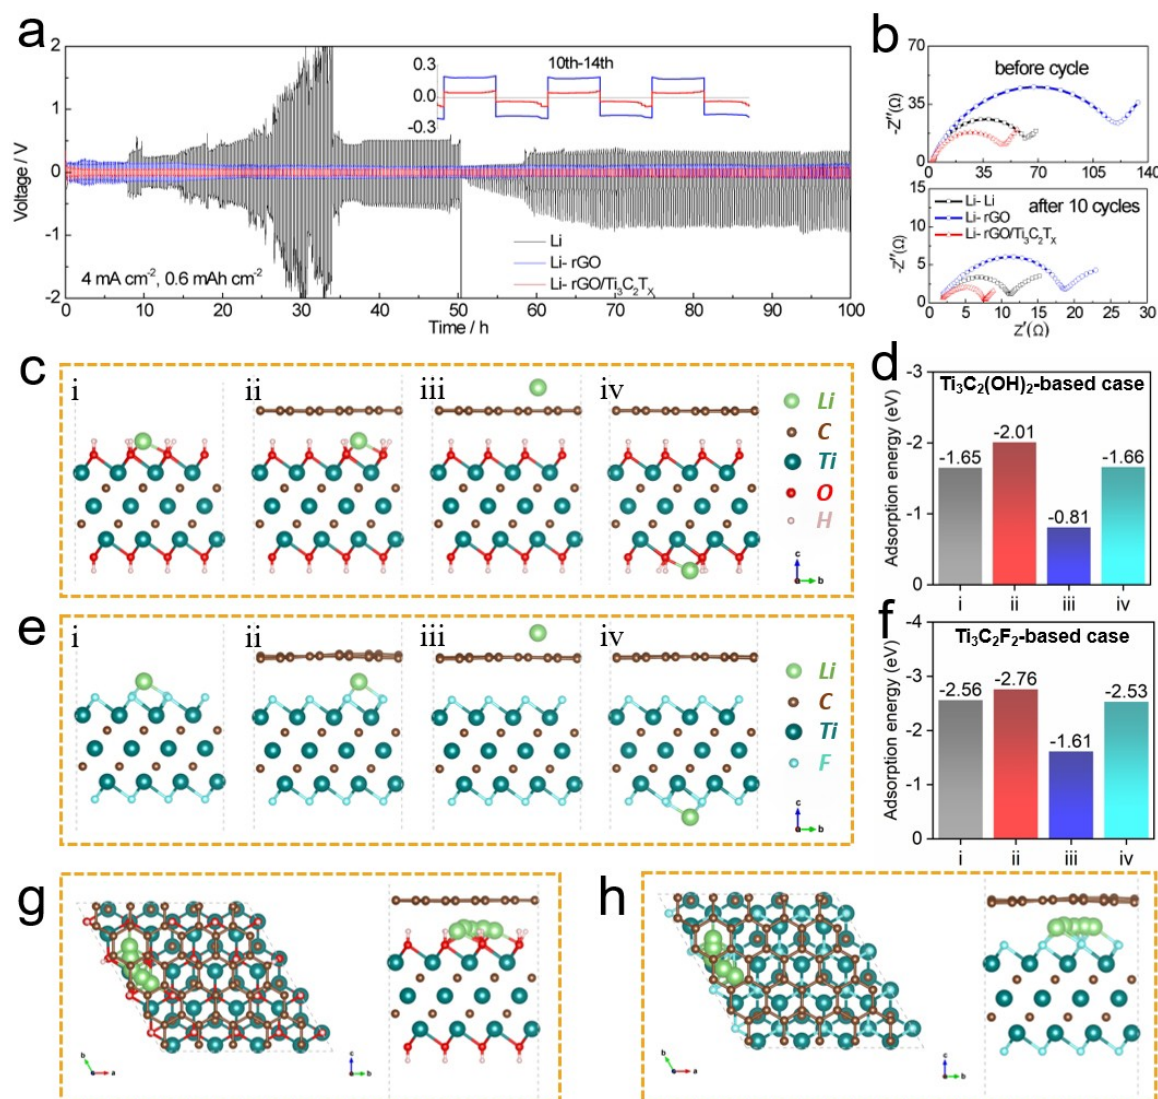 a
2
1
0
-1
-2
Voltage / V
10th-14th
0.3
0.0
-0.3
4 mA cm⁻², 0.6 mAh cm⁻²
Li
Li- rGO
Li- rGO/Ti₃C₂Tₓ
0 10 20 30 40 50 60 70 80 90 100
Time / h
b
70
35
0
-Z″(Ω)
before cycle
0 35 70 105 140
15
10
5
0
-Z″(Ω)
Li- Li
Li- rGO
Li- rGO/Ti₃C₂Tₓ
after 10 cycles
0 5 10 15 20 25 30
Z′(Ω)
c
i ii iii iv
Li
C
Ti
O
H
c
b
d
-3
-2
-1
0
Adsorption energy (eV)
Ti₃C₂(OH)₂-based case
-1.65 -2.01 -0.81 -1.66
i ii iii iv
e
i ii iii iv
Li
C
Ti
F
c
b
f
-4
-3
-2
-1
0
Adsorption energy (eV)
Ti₃C₂F₂-based case
-2.56 -2.76 -1.61 -2.53
i ii iii iv
g
b
a
c
b
h
b
a
c
b